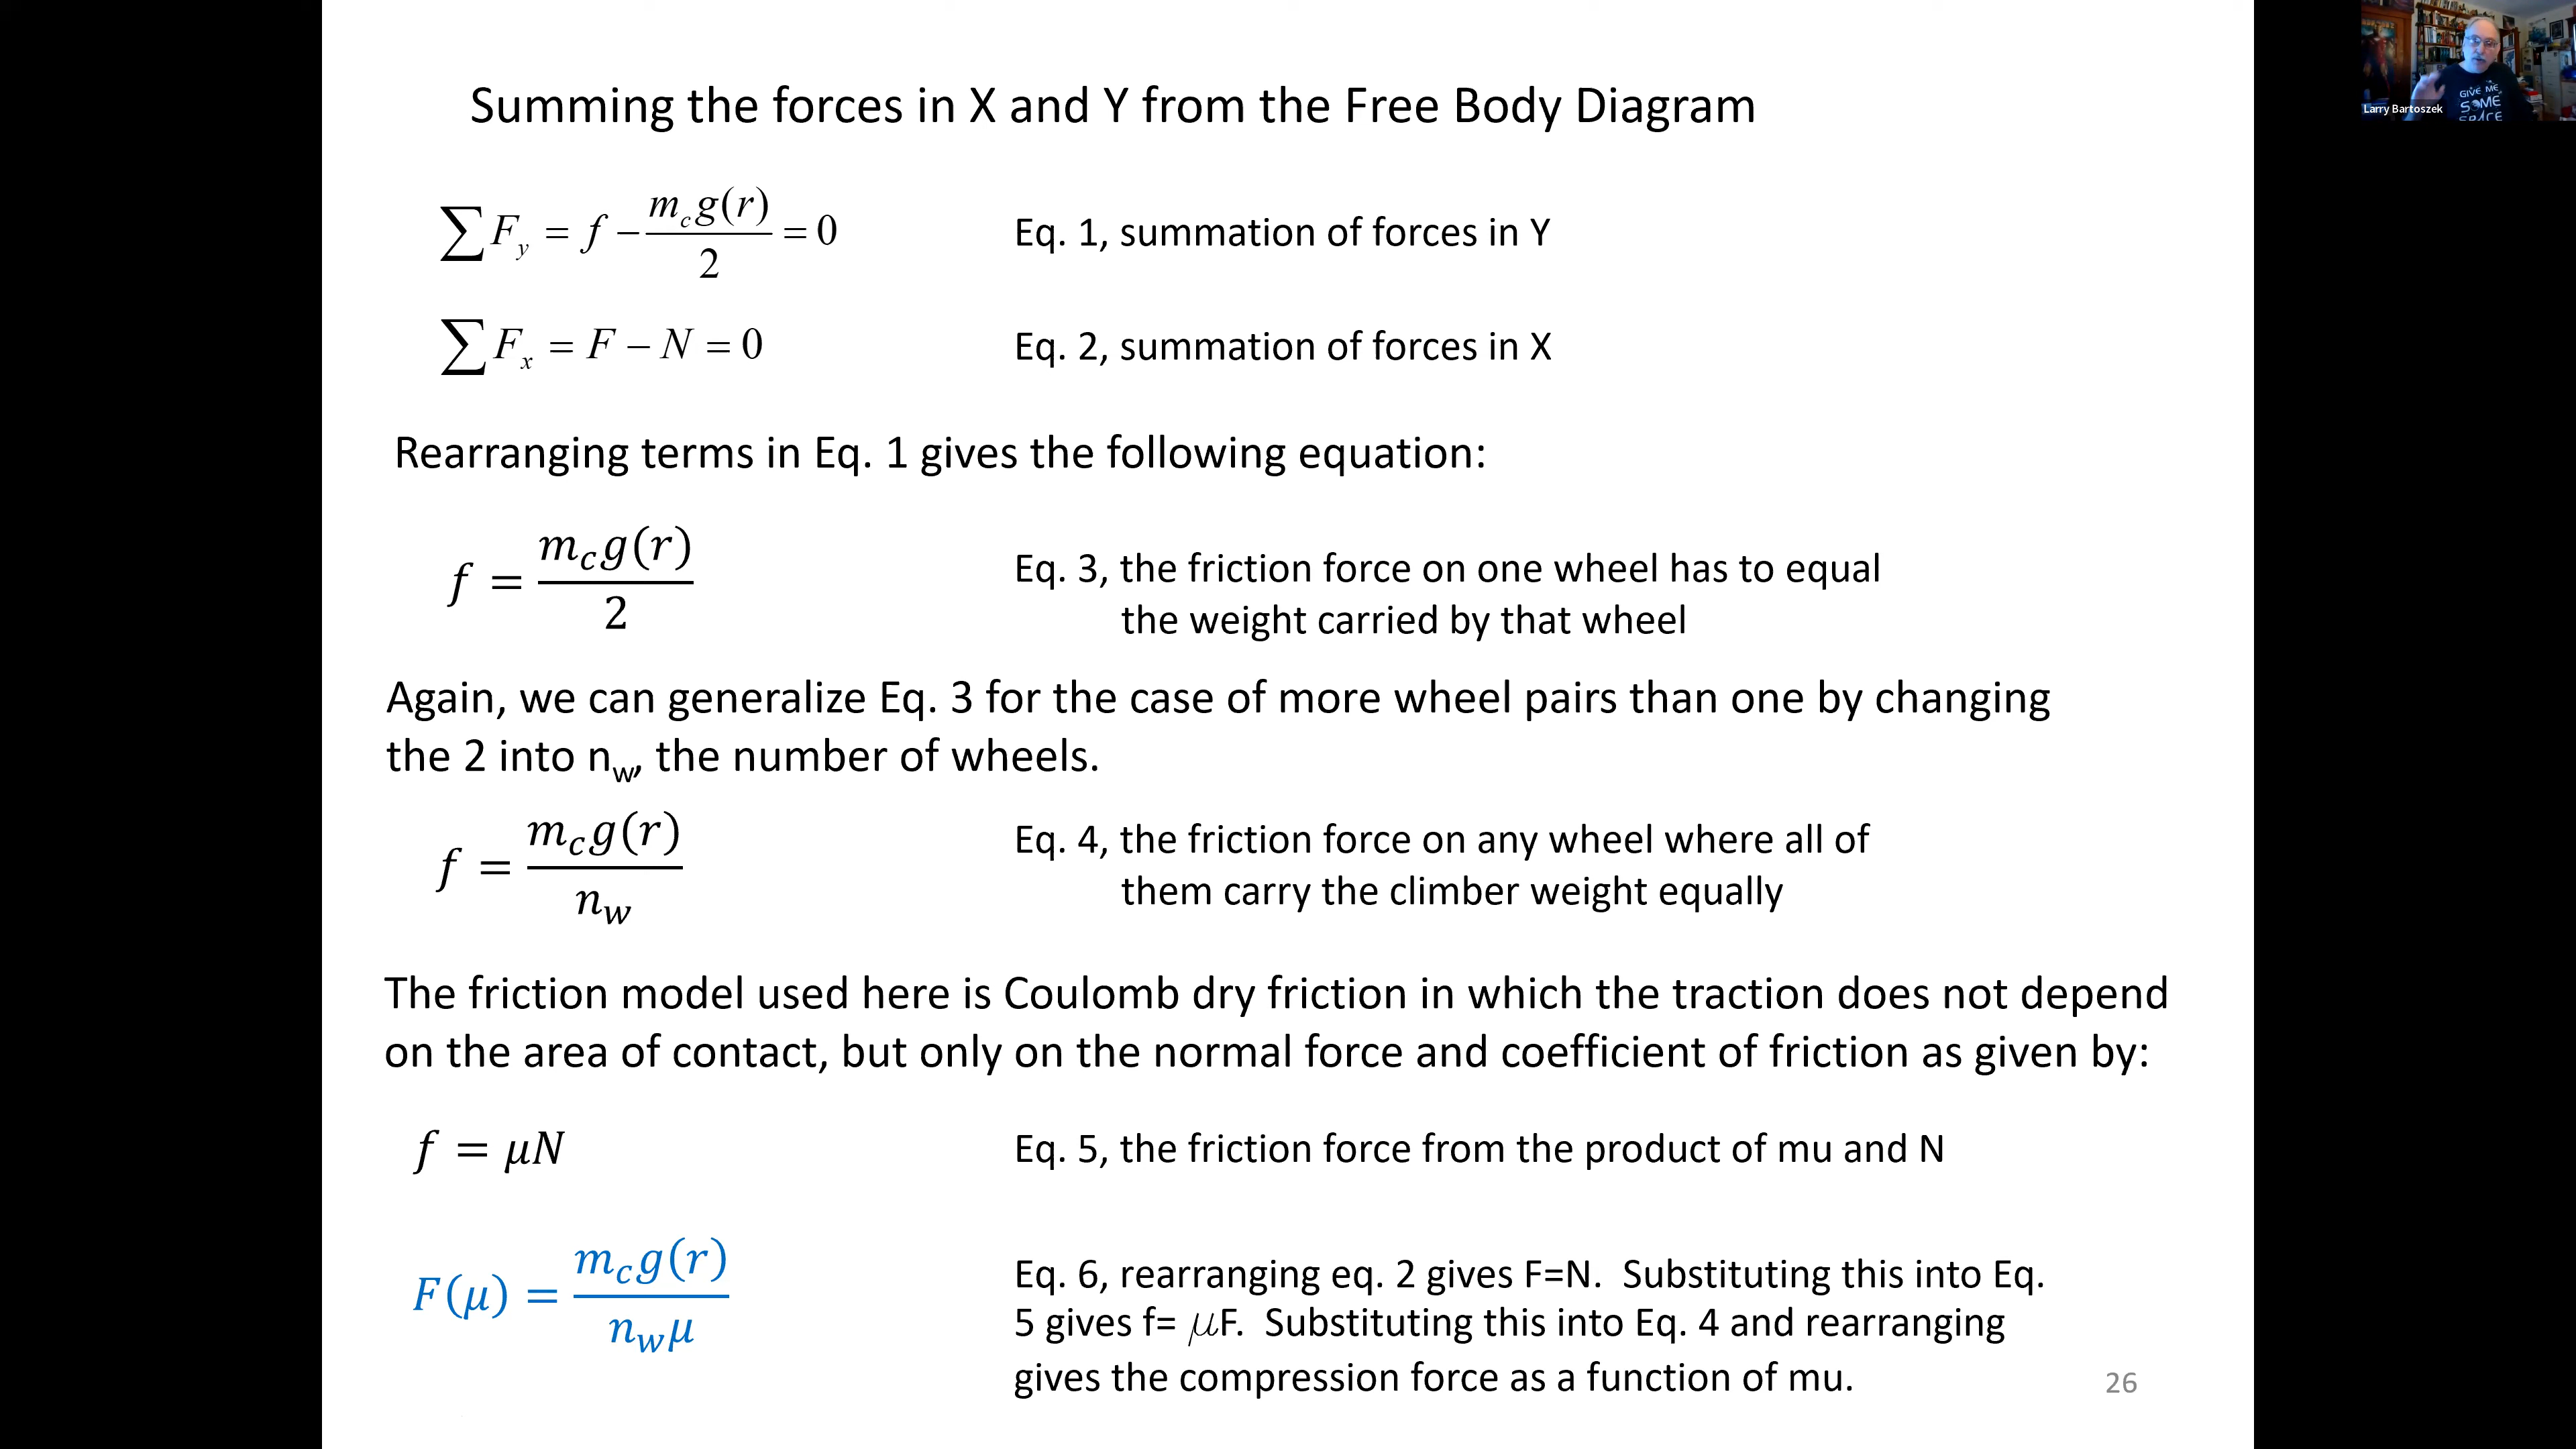 Summing the forces in X and Y from the Free Body Diagram
Larry Bartoszek
GIVE ME
SOME
SPACE
∑F_y = f − m_c g(r)/2 = 0
Eq. 1, summation of forces in Y
∑F_x = F − N = 0
Eq. 2, summation of forces in X
Rearranging terms in Eq. 1 gives the following equation:
f = m_c g(r)/2
Eq. 3, the friction force on one wheel has to equal
the weight carried by that wheel
Again, we can generalize Eq. 3 for the case of more wheel pairs than one by changing
the 2 into n_w, the number of wheels.
f = m_c g(r)/n_w
Eq. 4, the friction force on any wheel where all of
them carry the climber weight equally
The friction model used here is Coulomb dry friction in which the traction does not depend
on the area of contact, but only on the normal force and coefficient of friction as given by:
f = μN
Eq. 5, the friction force from the product of mu and N
F(μ) = m_c g(r)/n_w μ
Eq. 6, rearranging eq. 2 gives F=N. Substituting this into Eq.
5 gives f= μF. Substituting this into Eq. 4 and rearranging
gives the compression force as a function of mu.
26